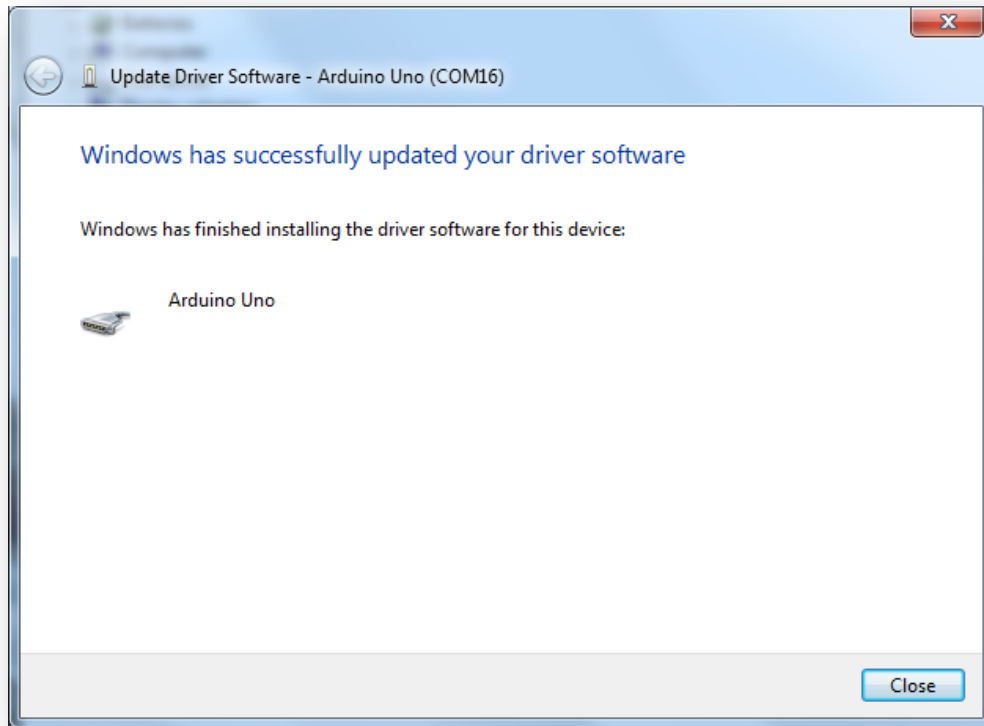 Computer
Update Driver Software - Arduino Uno (COM16)
Windows has successfully updated your driver software
Windows has finished installing the driver software for this device:
Arduino Uno
Close